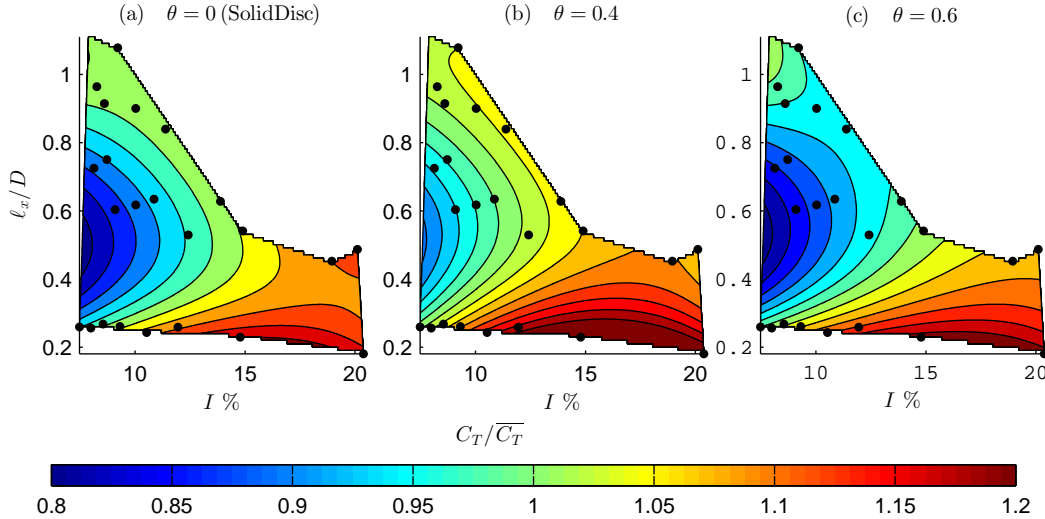 (a) θ = 0 (SolidDisc) (b) θ = 0.4 (c) θ = 0.6
1 1 1
0.8 0.8 0.8
ℓx/D
0.6 0.6 0.6
0.4 0.4 0.4
0.2 0.2 0.2
10 15 20 10 15 20 10 15 20
I % I % I %
C_T/\overline{C_T}
0.8 0.85 0.9 0.95 1 1.05 1.1 1.15 1.2